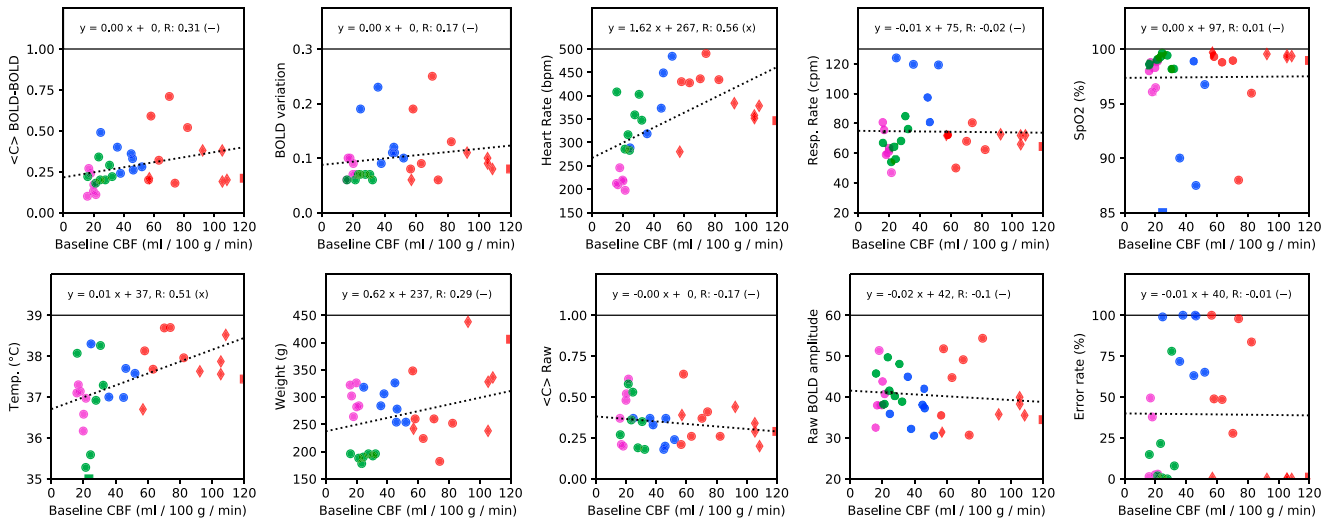 y = 0.00 x + 0, R: 0.31 (−)
1.00
0.75
0.50
0.25
0.00
<C> BOLD-BOLD
0 20 40 60 80 100 120
Baseline CBF (ml / 100 g / min)
y = 0.00 x + 0, R: 0.17 (−)
0.3
0.2
0.1
0.0
BOLD variation
0 20 40 60 80 100 120
Baseline CBF (ml / 100 g / min)
y = 1.62 x + 267, R: 0.56 (x)
500
450
400
350
300
250
200
150
Heart Rate (bpm)
0 20 40 60 80 100 120
Baseline CBF (ml / 100 g / min)
y = -0.01 x + 75, R: -0.02 (−)
120
100
80
60
40
20
Resp. Rate (cpm)
0 20 40 60 80 100 120
Baseline CBF (ml / 100 g / min)
y = 0.00 x + 97, R: 0.01 (−)
100
95
90
85
SpO2 (%)
0 20 40 60 80 100 120
Baseline CBF (ml / 100 g / min)
y = 0.01 x + 37, R: 0.51 (x)
39
38
37
36
35
Temp. (°C)
0 20 40 60 80 100 120
Baseline CBF (ml / 100 g / min)
y = 0.62 x + 237, R: 0.29 (−)
450
400
350
300
250
200
150
Weight (g)
0 20 40 60 80 100 120
Baseline CBF (ml / 100 g / min)
y = -0.00 x + 0, R: -0.17 (−)
1.00
0.75
0.50
0.25
0.00
<C> Raw
0 20 40 60 80 100 120
Baseline CBF (ml / 100 g / min)
y = -0.02 x + 42, R: -0.1 (−)
60
50
40
30
20
Raw BOLD amplitude
0 20 40 60 80 100 120
Baseline CBF (ml / 100 g / min)
y = -0.01 x + 40, R: -0.01 (−)
100
80
60
40
20
0
Error rate (%)
0 20 40 60 80 100 120
Baseline CBF (ml / 100 g / min)